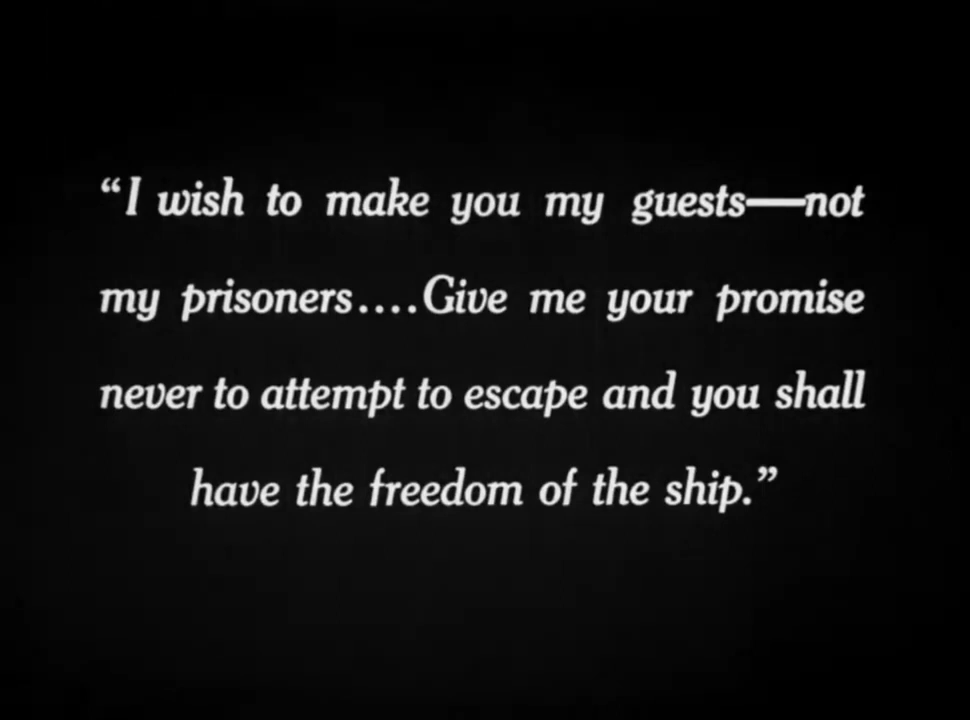 “I wish to make you my guests—not
my prisoners....Give me your promise
never to attempt to escape and you shall
have the freedom of the ship.”